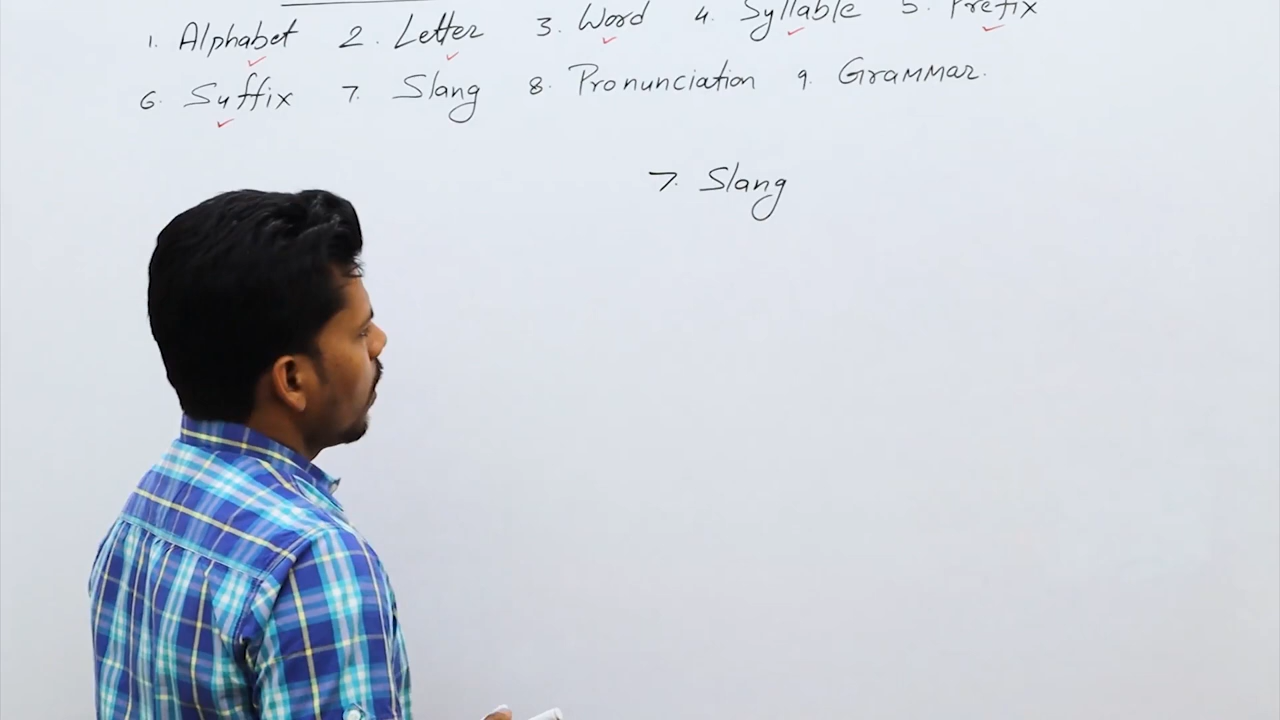 1. Alphabet 2. Letter 3. Word 4. Syllable 5. Prefix
6. Suffix 7. Slang 8. Pronunciation 9. Grammar.
7. Slang